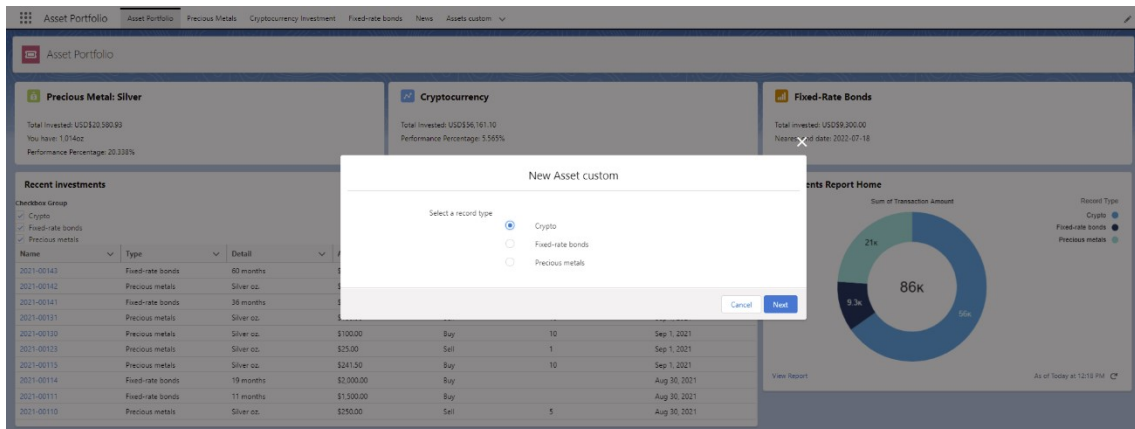 Asset Portfolio Asset Portfolio Precious Metals Cryptocurrency Investment Fixed-rate bonds News Assets custom
Asset Portfolio
Precious Metal: Silver
Total Invested: USD$20,580.93
You have: 1,014oz
Performance Percentage: 20.338%
Cryptocurrency
Total Invested: USD$56,161.10
Performance Percentage: 5.565%
Fixed-Rate Bonds
Total invested: USD$9,300.00
Nearest end date: 2022-07-18
Recent investments
Checkbox Group
Crypto
Fixed-rate bonds
Precious metals
Name Type Detail
2021-00143 Fixed-rate bonds 60 months
2021-00142 Precious metals Silver oz.
2021-00141 Fixed-rate bonds 36 months
2021-00131 Precious metals Silver oz.
2021-00130 Precious metals Silver oz. $100.00 Buy 10 Sep 1, 2021
2021-00123 Precious metals Silver oz. $25.00 Sell 1 Sep 1, 2021
2021-00115 Precious metals Silver oz. $241.50 Buy 10 Sep 1, 2021
2021-00114 Fixed-rate bonds 19 months $2,000.00 Buy Aug 30, 2021
2021-00111 Fixed-rate bonds 11 months $1,500.00 Buy Aug 30, 2021
2021-00110 Precious metals Silver oz. $250.00 Sell 5 Aug 30, 2021
New Asset custom
Select a record type
Crypto
Fixed-rate bonds
Precious metals
Cancel Next
ents Report Home
Sum of Transaction Amount
Record Type
Crypto
Fixed-rate bonds
Precious metals
21K
86K
9.3K
56K
View Report As of Today at 12:13 PM